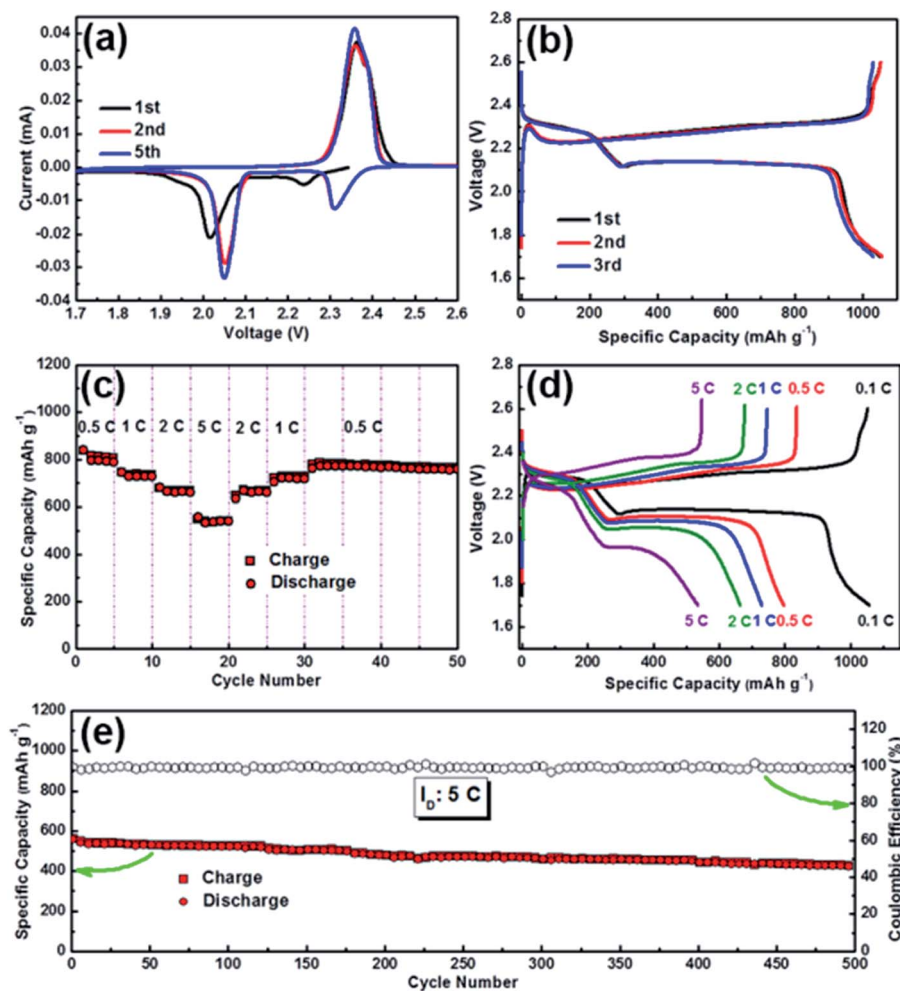 (a)
0.04
0.03
0.02
0.01
0.00
-0.01
-0.02
-0.03
-0.04
Current (mA)
1st
2nd
5th
1.7 1.8 1.9 2.0 2.1 2.2 2.3 2.4 2.5 2.6
Voltage (V)
(b)
2.8
2.6
2.4
2.2
2.0
1.8
1.6
Voltage (V)
1st
2nd
3rd
0 200 400 600 800 1000
Specific Capacity (mAh g-1)
(c)
1200
1000
800
600
400
200
0
Specific Capacity (mAh g-1)
0.5 C 1 C 2 C 5 C 2 C 1 C 0.5 C
Charge
Discharge
0 10 20 30 40 50
Cycle Number
(d)
2.8
2.6
2.4
2.2
2.0
1.8
1.6
Voltage (V)
5 C 2 C 1 C 0.5 C 0.1 C
5 C 2 C 1 C 0.5 C 0.1 C
0 200 400 600 800 1000
Specific Capacity (mAh g-1)
(e)
1200
1000
800
600
400
200
0
Specific Capacity (mAh g-1)
ID: 5 C
Charge
Discharge
120
100
80
60
40
20
0
Coulombic Efficiency (%)
0 50 100 150 200 250 300 350 400 450 500
Cycle Number